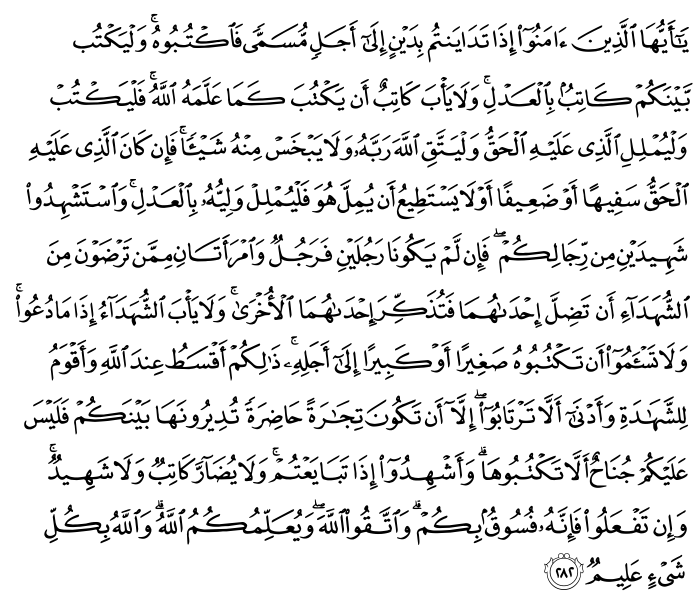 يَـٰٓأَيُّهَا ٱلَّذِينَ ءَامَنُوٓا۟ إِذَا تَدَايَنتُم بِدَيْنٍ إِلَىٰٓ أَجَلٍ مُّسَمًّى فَٱكْتُبُوهُ ۚ وَلْيَكْتُب
بَّيْنَكُمْ كَاتِبٌۢ بِٱلْعَدْلِ ۚ وَلَا يَأْبَ كَاتِبٌ أَن يَكْتُبَ كَمَا عَلَّمَهُ ٱللَّهُ ۚ فَلْيَكْتُبْ
وَلْيُمْلِلِ ٱلَّذِى عَلَيْهِ ٱلْحَقُّ وَلْيَتَّقِ ٱللَّهَ رَبَّهُۥ وَلَا يَبْخَسْ مِنْهُ شَيْـًٔا ۚ فَإِن كَانَ ٱلَّذِى عَلَيْهِ
ٱلْحَقُّ سَفِيهًا أَوْ ضَعِيفًا أَوْ لَا يَسْتَطِيعُ أَن يُمِلَّ هُوَ فَلْيُمْلِلْ وَلِيُّهُۥ بِٱلْعَدْلِ ۚ وَٱسْتَشْهِدُوا۟
شَهِيدَيْنِ مِن رِّجَالِكُمْ ۖ فَإِن لَّمْ يَكُونَا رَجُلَيْنِ فَرَجُلٌ وَٱمْرَأَتَانِ مِمَّن تَرْضَوْنَ مِنَ
ٱلشُّهَدَآءِ أَن تَضِلَّ إِحْدَىٰهُمَا فَتُذَكِّرَ إِحْدَىٰهُمَا ٱلْأُخْرَىٰ ۚ وَلَا يَأْبَ ٱلشُّهَدَآءُ إِذَا مَا دُعُوا۟ ۚ
وَلَا تَسْـَٔمُوٓا۟ أَن تَكْتُبُوهُ صَغِيرًا أَوْ كَبِيرًا إِلَىٰٓ أَجَلِهِۦ ۚ ذَٰلِكُمْ أَقْسَطُ عِندَ ٱللَّهِ وَأَقْوَمُ
لِلشَّهَـٰدَةِ وَأَدْنَىٰٓ أَلَّا تَرْتَابُوٓا۟ ۖ إِلَّآ أَن تَكُونَ تِجَـٰرَةً حَاضِرَةً تُدِيرُونَهَا بَيْنَكُمْ فَلَيْسَ
عَلَيْكُمْ جُنَاحٌ أَلَّا تَكْتُبُوهَا ۗ وَأَشْهِدُوٓا۟ إِذَا تَبَايَعْتُمْ ۚ وَلَا يُضَآرَّ كَاتِبٌ وَلَا شَهِيدٌ ۚ
وَإِن تَفْعَلُوا۟ فَإِنَّهُۥ فُسُوقٌۢ بِكُمْ ۗ وَٱتَّقُوا۟ ٱللَّهَ ۖ وَيُعَلِّمُكُمُ ٱللَّهُ ۗ وَٱللَّهُ بِكُلِّ
شَىْءٍ عَلِيمٌ ٢٨٢